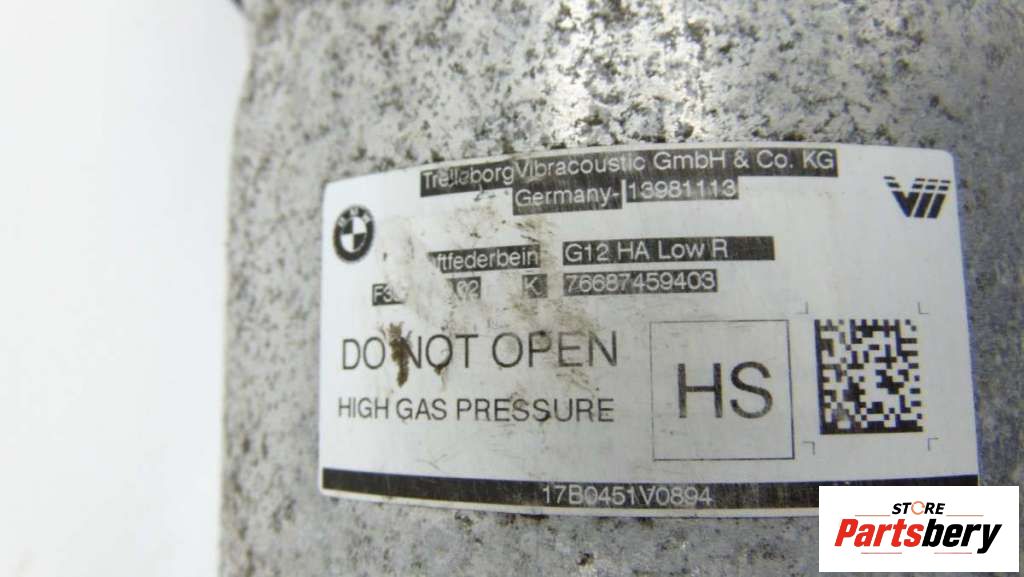 TrelleborgVibracoustic GmbH & Co. KG
Germany-13981113
BMW
ftfederbein G12 HA Low R
K 76687459403
DO NOT OPEN
HIGH GAS PRESSURE
HS
17B0451V0894
STORE
Partsbery